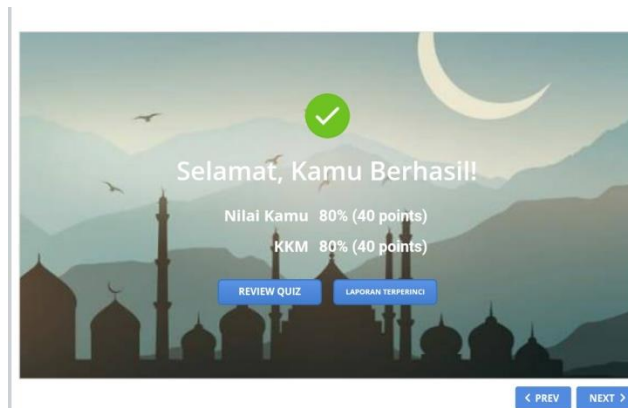 Selamat, Kamu Berhasil!
Nilai Kamu 80% (40 points)
KKM 80% (40 points)
REVIEW QUIZ LAPORAN TERPERINCI
< PREV NEXT >